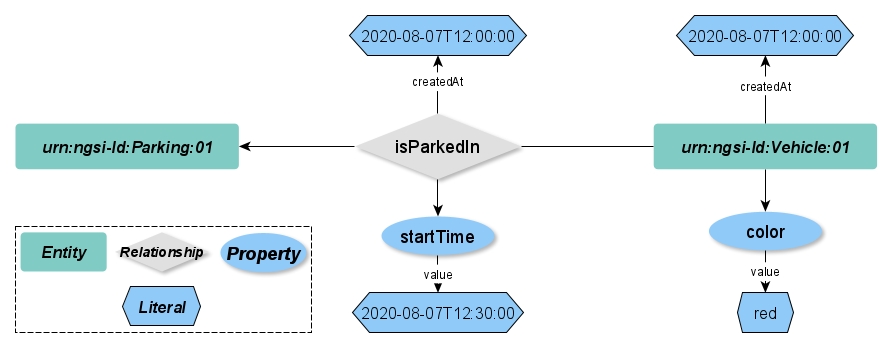 2020-08-07T12:00:00
2020-08-07T12:00:00
createdAt
createdAt
urn:ngsi-ld:Parking:01
isParkedIn
urn:ngsi-ld:Vehicle:01
startTime
color
Entity
Relationship
Property
value
value
Literal
2020-08-07T12:30:00
red